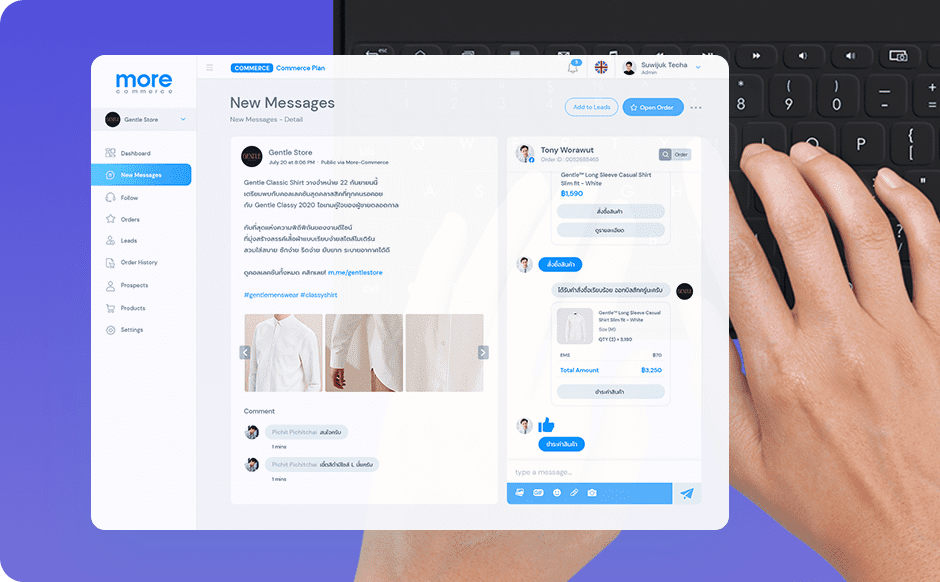 more
commerce
COMMERCE Commerce Plan
5
Suwijuk Techa
Admin
GENTLE
Gentle Store
Dashboard
New Messages
Follow
Orders
Leads
Order History
Prospects
Products
Settings
New Messages
New Messages - Detail
Add to Leads
Open Order
GENTLE
Gentle Store
July 20 at 8:06 PM · Public via More-Commerce
Gentle Classic Shirt วางจำหน่าย 22 กันยายนนี้
เตรียมพบกับคอลเลกชันสุดคลาสสิคที่ทุกคนรอคอย
กับ Gentle Classy 2020 ไอเทมคู่ใจของผู้ชายตลอดกาล
กับที่สุดแห่งความพิถีพิถันของงานดีไซน์
ที่มุ่งสร้างสรรค์เสื้อผ้าแบบเรียบง่ายสไตล์โมเดิร์น
สวมใส่สบาย ซักง่าย รีดง่าย ยับยาก ระบายอากาศได้ดี
ดูคอลเลคชันทั้งหมด คลิกเลย! m.me/gentlestore
#gentlemenswear #classyshirt
Comment
Pichit Pichitchai สนใจครับ
1 mins
Pichit Pichitchai เสื้อสีดำมีไซส์ L มั้ยครับ
1 mins
Tony Worawut
Order ID : 0032688465
Order
Gentle™ Long Sleeve Casual Shirt
Slim fit - White
฿1,590
สั่งซื้อสินค้า
ดูรายละเอียด
สั่งซื้อสินค้า
ได้รับคำสั่งซื้อเรียบร้อย ออกบิลสักครู่นะครับ
GENTLE
Gentle™ Long Sleeve Casual
Shirt Slim fit - White
Size (M)
QTY (2) × 3,180
EMS ฿70
Total Amount ฿3,250
ชำระค่าสินค้า
ชำระค่าสินค้า
type a message...
GIF
esc
8
(
9
)
0
_
-
+
=
O
P
{
[
"
?
/